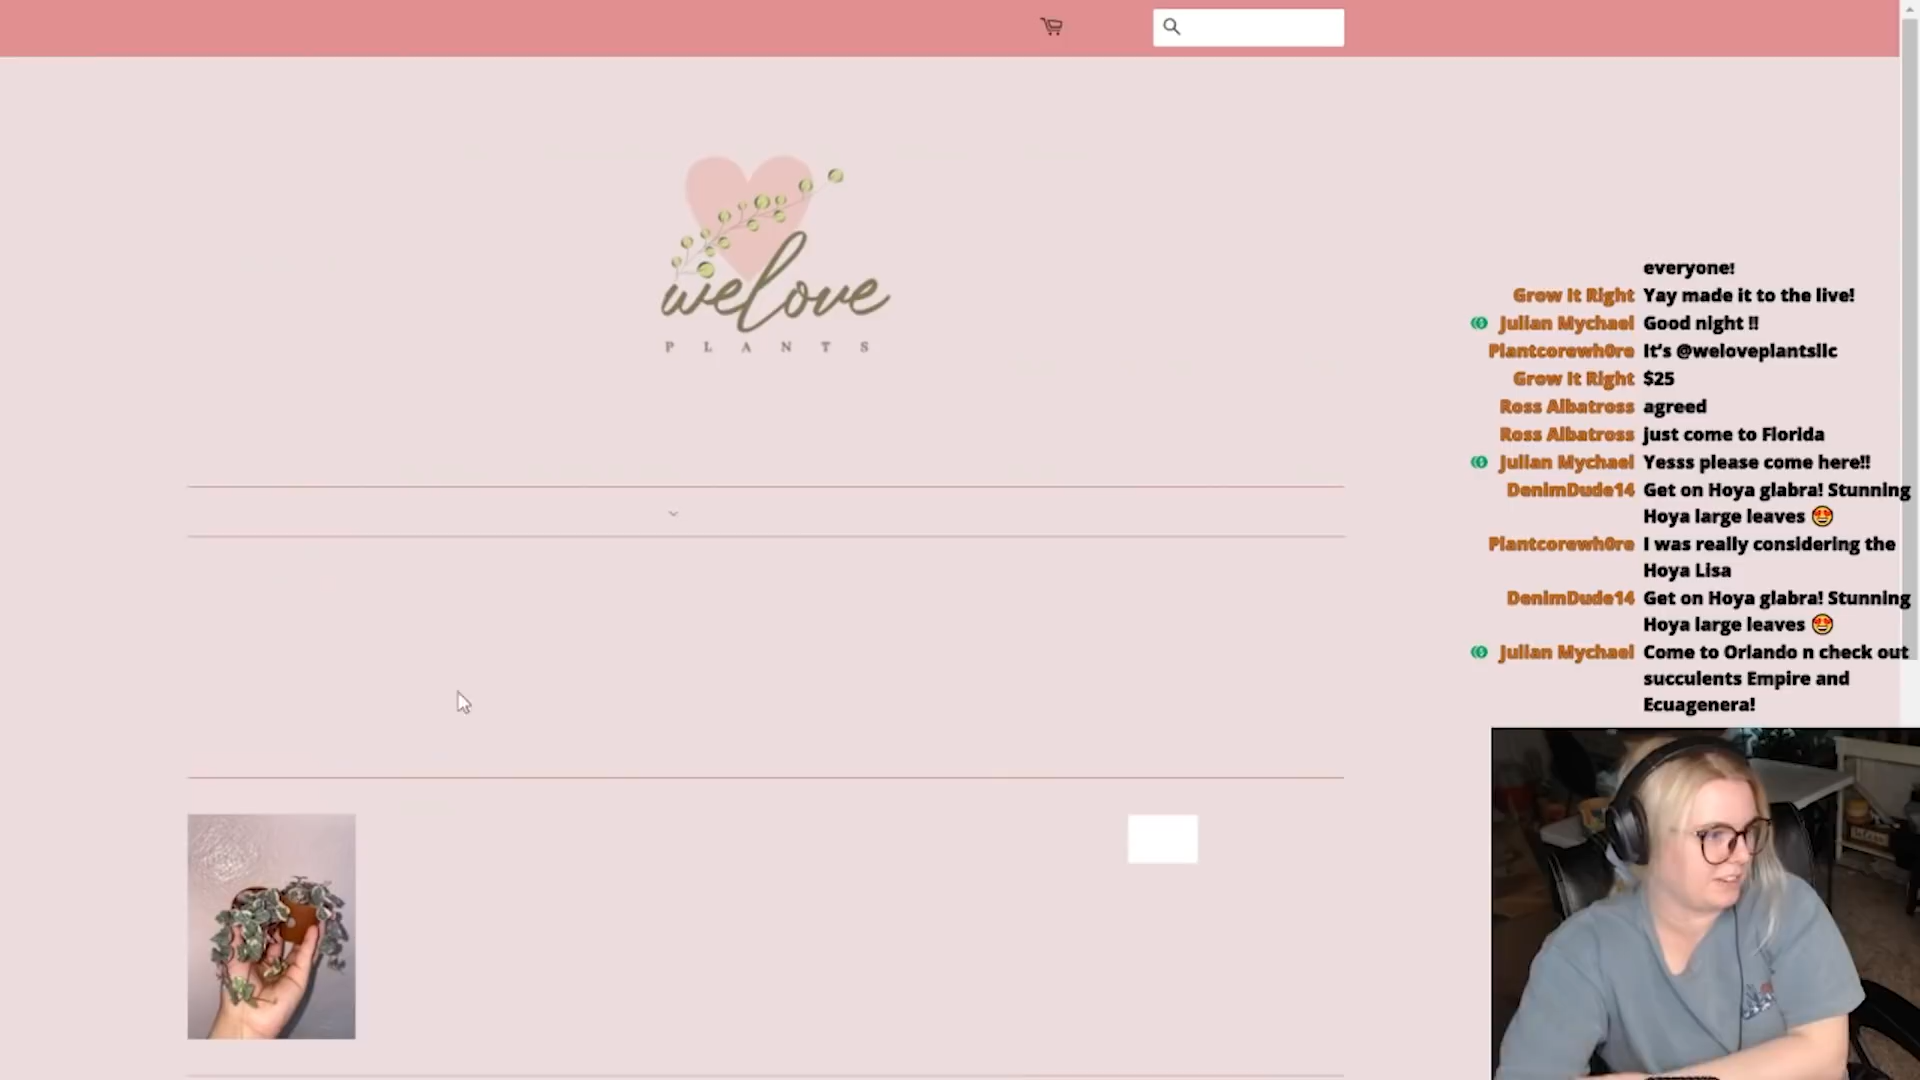 welove
PLANTS
everyone!
Grow It Right Yay made it to the live!
Julian Mychael Good night !!
Plantcorewh0re It's @weloveplantsllc
Grow It Right $25
Ross Albatross agreed
Ross Albatross just come to Florida
Julian Mychael Yesss please come here!!
DenimDude14 Get on Hoya glabra! Stunning
Hoya large leaves 🤩
Plantcorewh0re I was really considering the
Hoya Lisa
DenimDude14 Get on Hoya glabra! Stunning
Hoya large leaves 🤩
Julian Mychael Come to Orlando n check out
succulents Empire and
Ecuagenera!